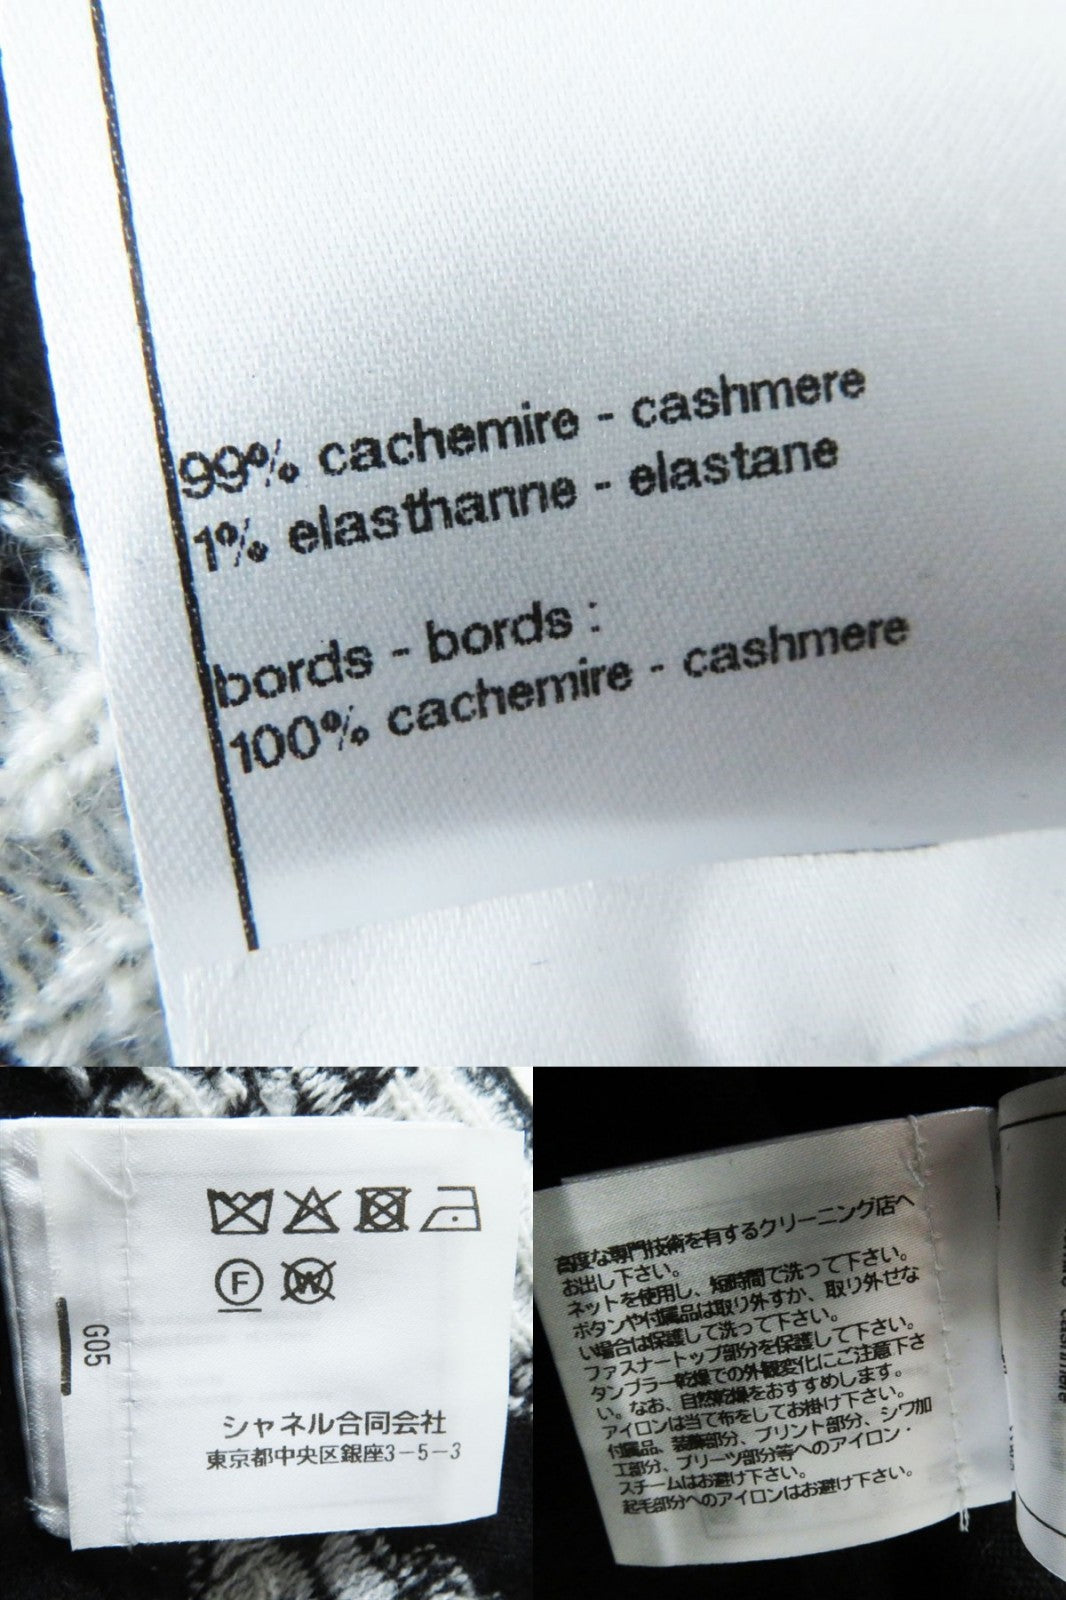 99% cachemire - cashmere
1% elasthanne - elastane
bords - bords :
100% cachemire - cashmere
F
W
G05
シャネル合同会社
東京都中央区銀座3-5-3
高度な専門技術を有するクリーニング店へ
お出し下さい。
ネットを使用し、短時間で洗って下さい。
ボタンや付属品は取り外すか、取り外せな
い場合は保護して洗って下さい。
ファスナートップ部分を保護して下さい。
タンブラー乾燥での外観変化にご注意下さ
い。なお、自然乾燥をおすすめします。
アイロンは当て布をしてお掛け下さい。
付属品、装飾部分、プリント部分、シワ加
工部分、プリーツ部分等へのアイロン・
スチームはお避け下さい。
起毛部分へのアイロンはお避け下さい。